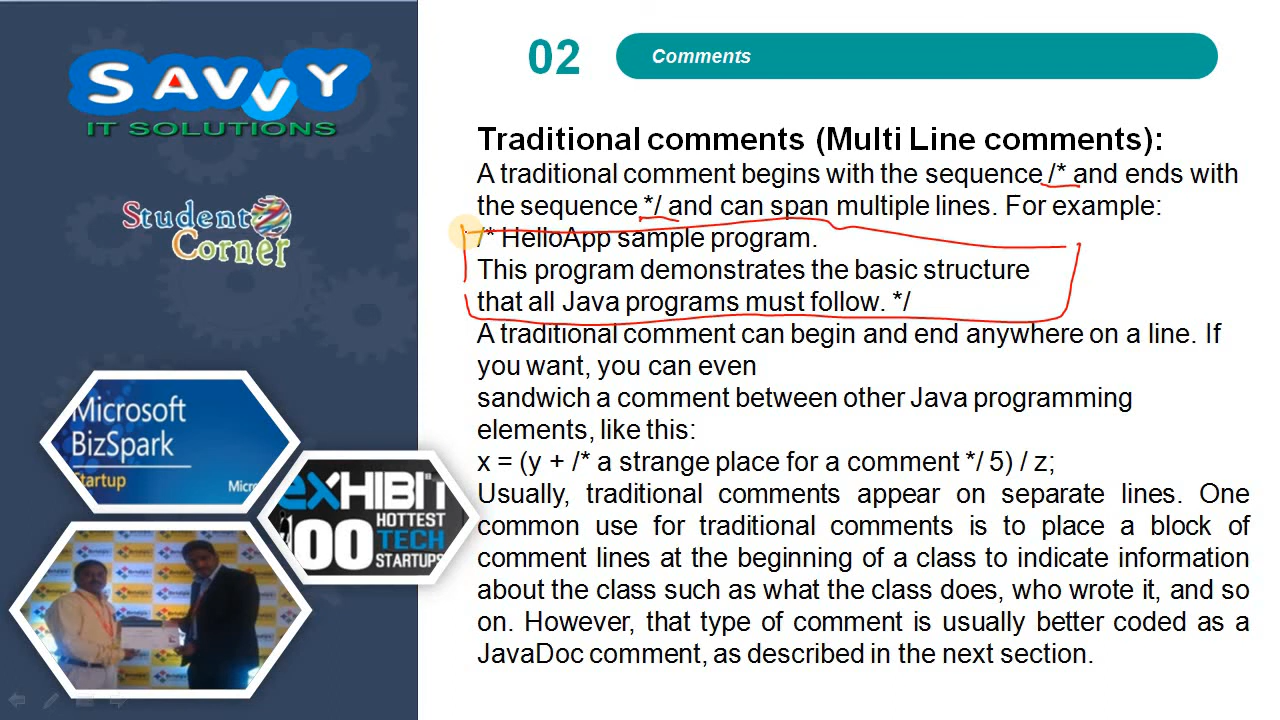 SAVVY
IT SOLUTIONS
Student
Corner
Microsoft
BizSpark
Startup
Micro
eXHIBIT
100
HOTTEST
TECH
STARTUPS
02
Comments
Traditional comments (Multi Line comments):
A traditional comment begins with the sequence /* and ends with
the sequence */ and can span multiple lines. For example:
/* HelloApp sample program.
This program demonstrates the basic structure
that all Java programs must follow. */
A traditional comment can begin and end anywhere on a line. If
you want, you can even
sandwich a comment between other Java programming
elements, like this:
x = (y + /* a strange place for a comment */ 5) / z;
Usually, traditional comments appear on separate lines. One
common use for traditional comments is to place a block of
comment lines at the beginning of a class to indicate information
about the class such as what the class does, who wrote it, and so
on. However, that type of comment is usually better coded as a
JavaDoc comment, as described in the next section.